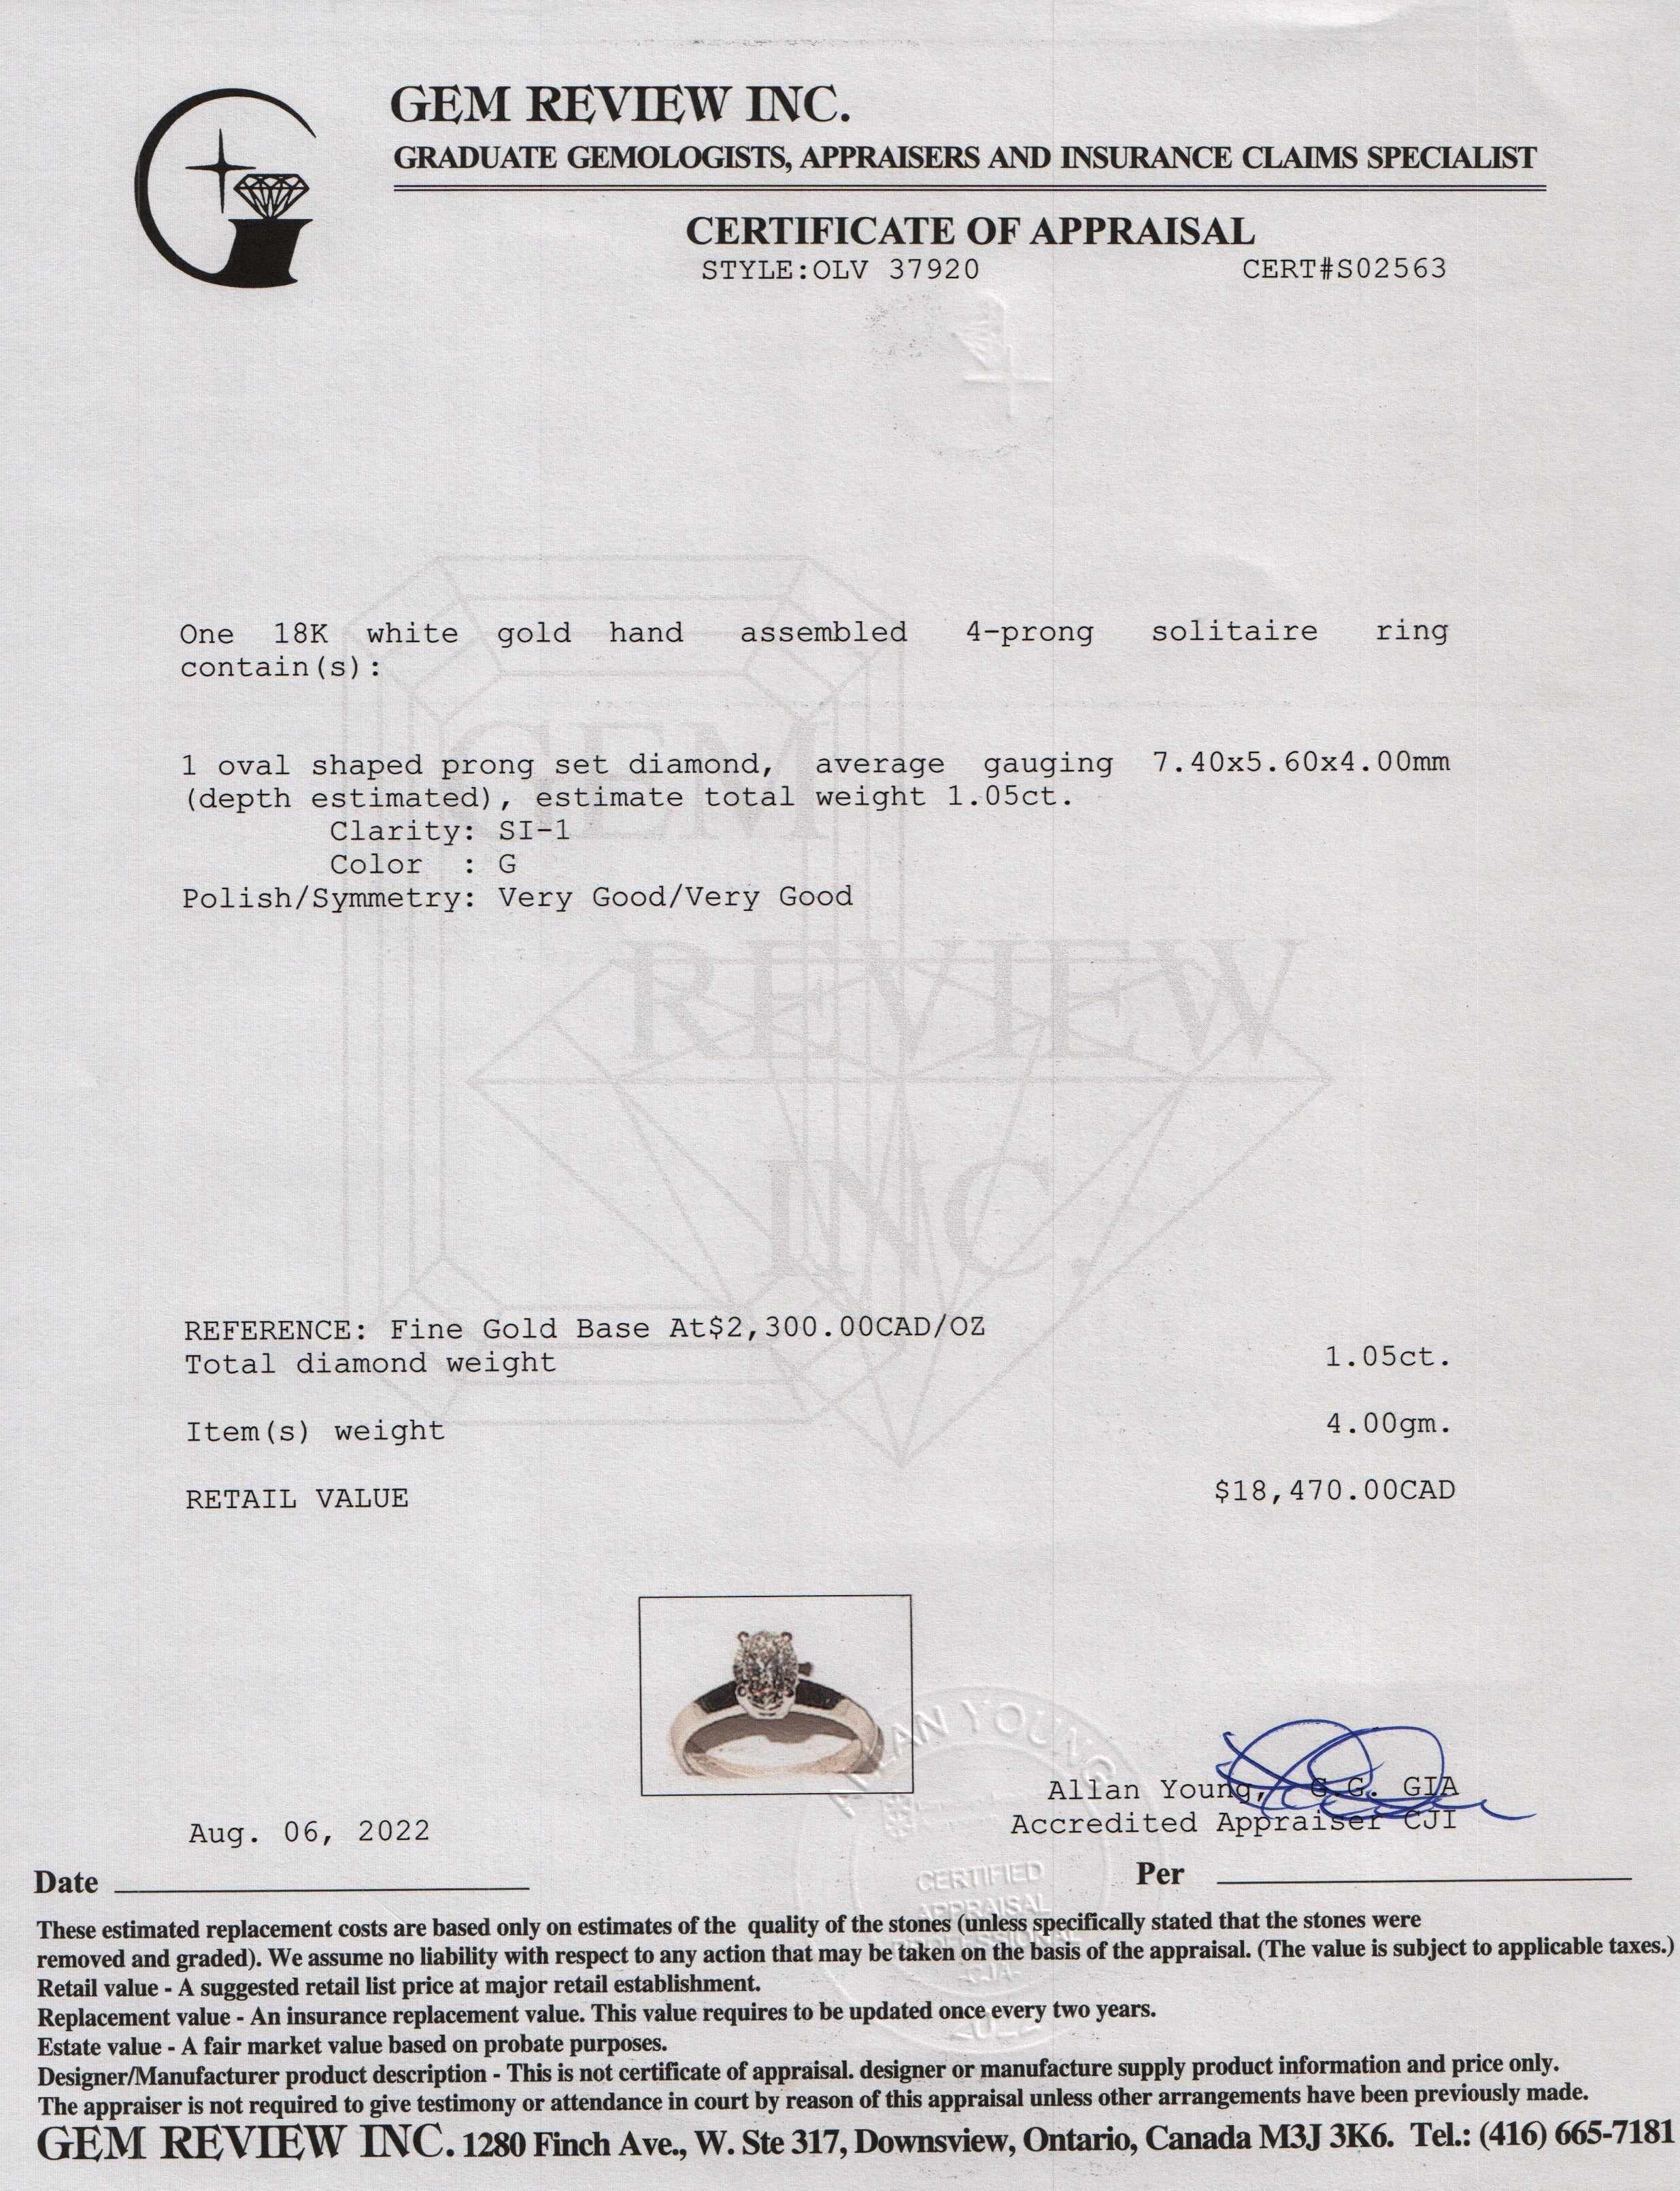 GEM REVIEW INC.
GRADUATE GEMOLOGISTS, APPRAISERS AND INSURANCE CLAIMS SPECIALIST
CERTIFICATE OF APPRAISAL
STYLE:OLV 37920 CERT#S02563
One 18K white gold hand assembled 4-prong solitaire ring
contain(s):
1 oval shaped prong set diamond, average gauging 7.40x5.60x4.00mm
(depth estimated), estimate total weight 1.05ct.
Clarity: SI-1
Color : G
Polish/Symmetry: Very Good/Very Good
GEM
REVIEW
INC.
REFERENCE: Fine Gold Base At$2,300.00CAD/OZ
Total diamond weight 1.05ct.
Item(s) weight 4.00gm.
RETAIL VALUE $18,470.00CAD
ALLAN YOUNG
CERTIFIED
APPRAISAL
PROFESSIONAL
Allan Young, G.G. GIA
Accredited Appraiser CJI
Aug. 06, 2022
Date
Per
These estimated replacement costs are based only on estimates of the quality of the stones (unless specifically stated that the stones were
removed and graded). We assume no liability with respect to any action that may be taken on the basis of the appraisal. (The value is subject to applicable taxes.)
Retail value - A suggested retail list price at major retail establishment.
Replacement value - An insurance replacement value. This value requires to be updated once every two years.
Estate value - A fair market value based on probate purposes.
Designer/Manufacturer product description - This is not certificate of appraisal. designer or manufacture supply product information and price only.
The appraiser is not required to give testimony or attendance in court by reason of this appraisal unless other arrangements have been previously made.
GEM REVIEW INC. 1280 Finch Ave., W. Ste 317, Downsview, Ontario, Canada M3J 3K6. Tel.: (416) 665-7181